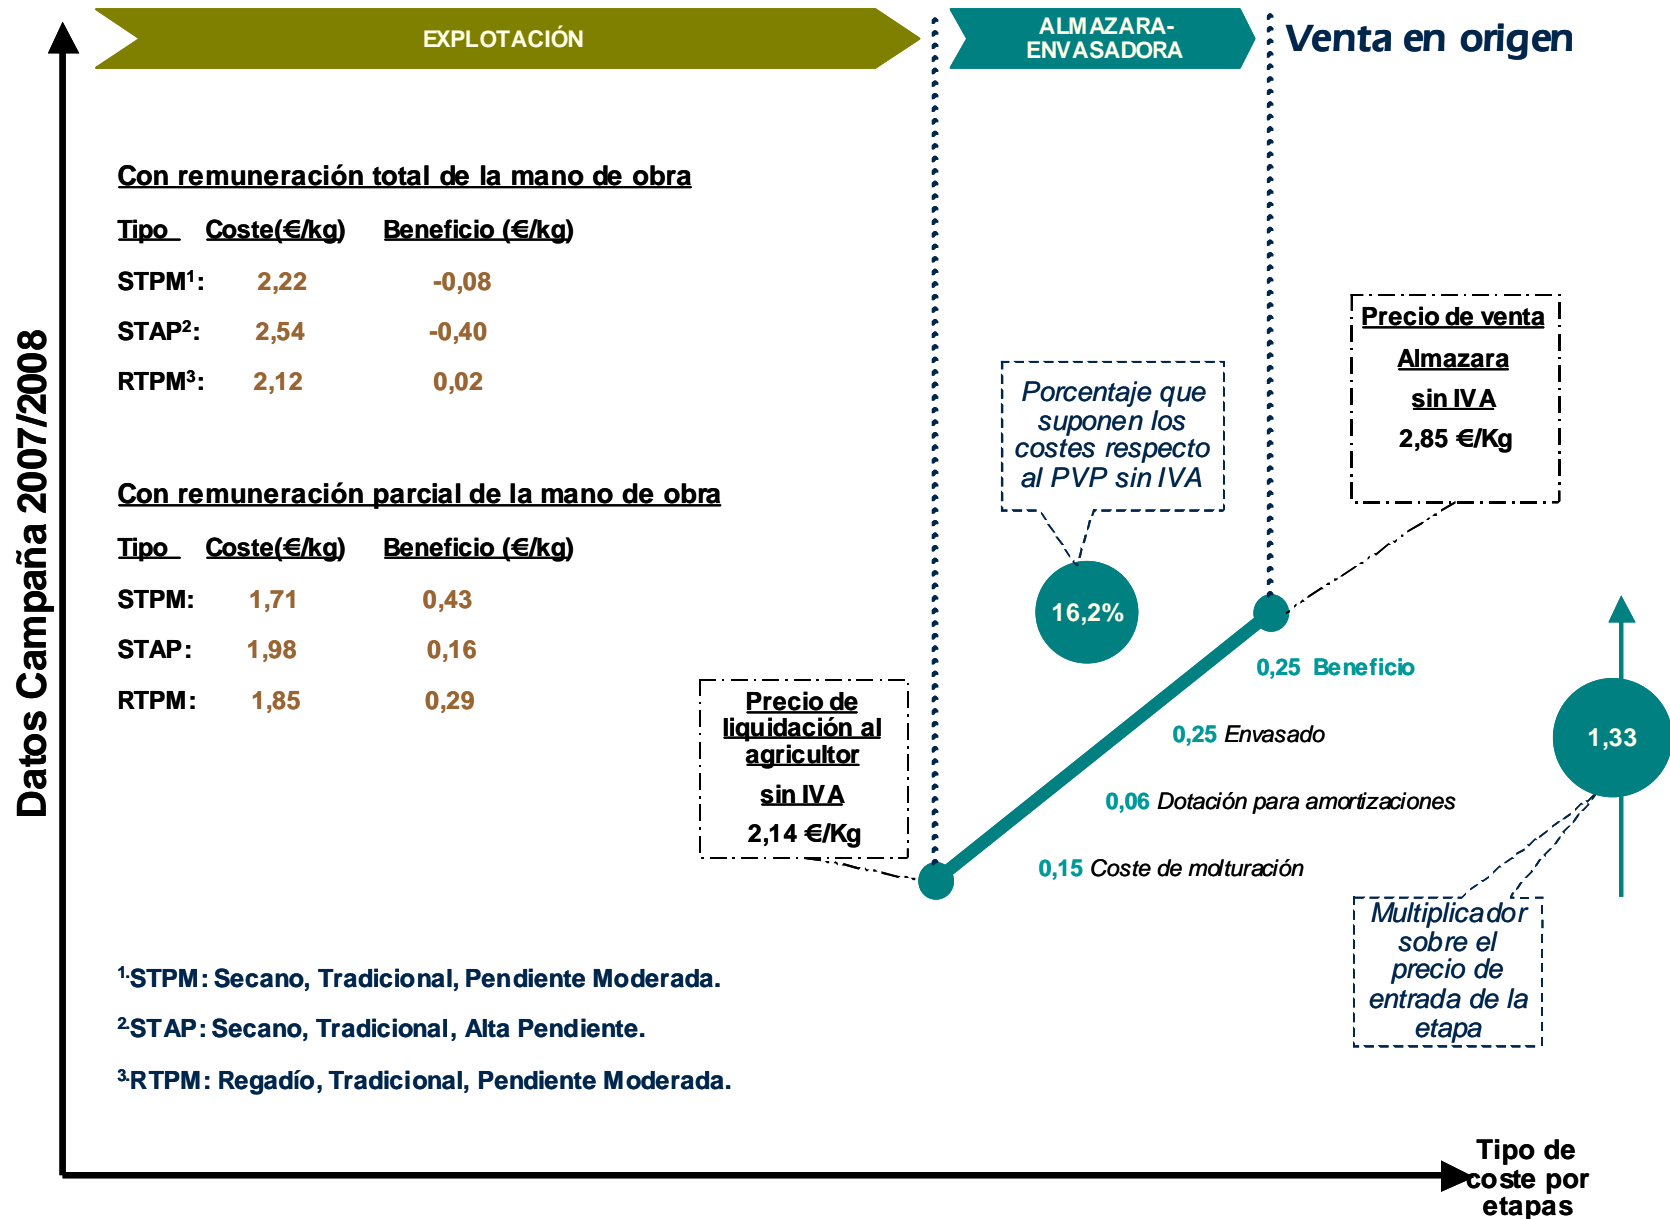 EXPLOTACIÓN
ALMAZARA-
ENVASADORA
Venta en origen
Datos Campaña 2007/2008
Con remuneración total de la mano de obra
Tipo Coste(€/kg) Beneficio (€/kg)
STPM¹: 2,22 -0,08
STAP²: 2,54 -0,40
RTPM³: 2,12 0,02
Con remuneración parcial de la mano de obra
Tipo Coste(€/kg) Beneficio (€/kg)
STPM: 1,71 0,43
STAP: 1,98 0,16
RTPM: 1,85 0,29
Precio de
liquidación al
agricultor
sin IVA
2,14 €/Kg
Porcentaje que
suponen los
costes respecto
al PVP sin IVA
16,2%
Precio de venta
Almazara
sin IVA
2,85 €/Kg
0,25 Beneficio
0,25 Envasado
0,06 Dotación para amortizaciones
0,15 Coste de molturación
1,33
Multiplicador
sobre el
precio de
entrada de la
etapa
¹·STPM: Secano, Tradicional, Pendiente Moderada.
²·STAP: Secano, Tradicional, Alta Pendiente.
³·RTPM: Regadío, Tradicional, Pendiente Moderada.
Tipo de
coste por
etapas